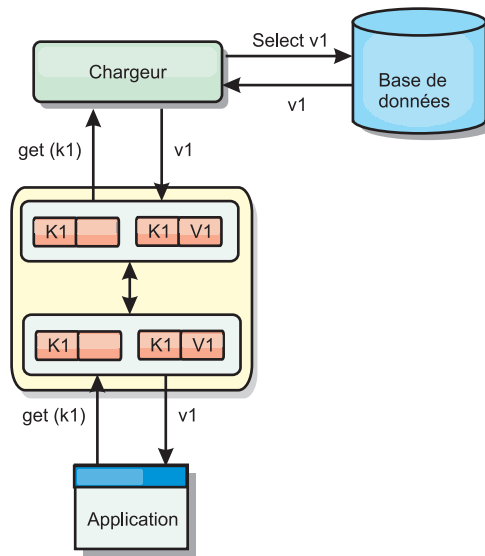 Select v1
Chargeur
Base de
données
v1
get (k1)
v1
K1
K1 V1
K1
K1 V1
get (k1)
v1
Application